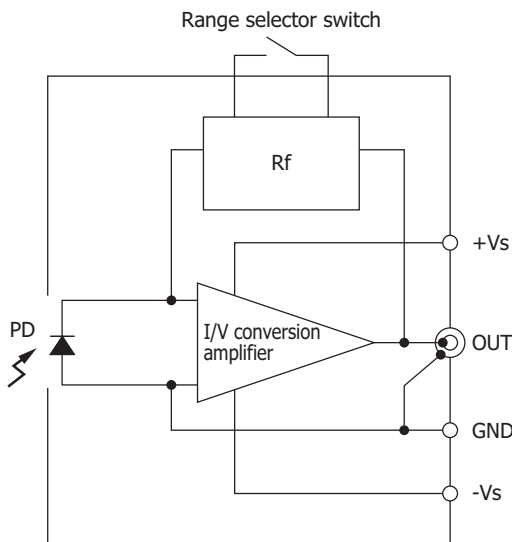 Range selector switch
Rf
+Vs
PD
I/V conversion
amplifier
OUT
GND
-Vs